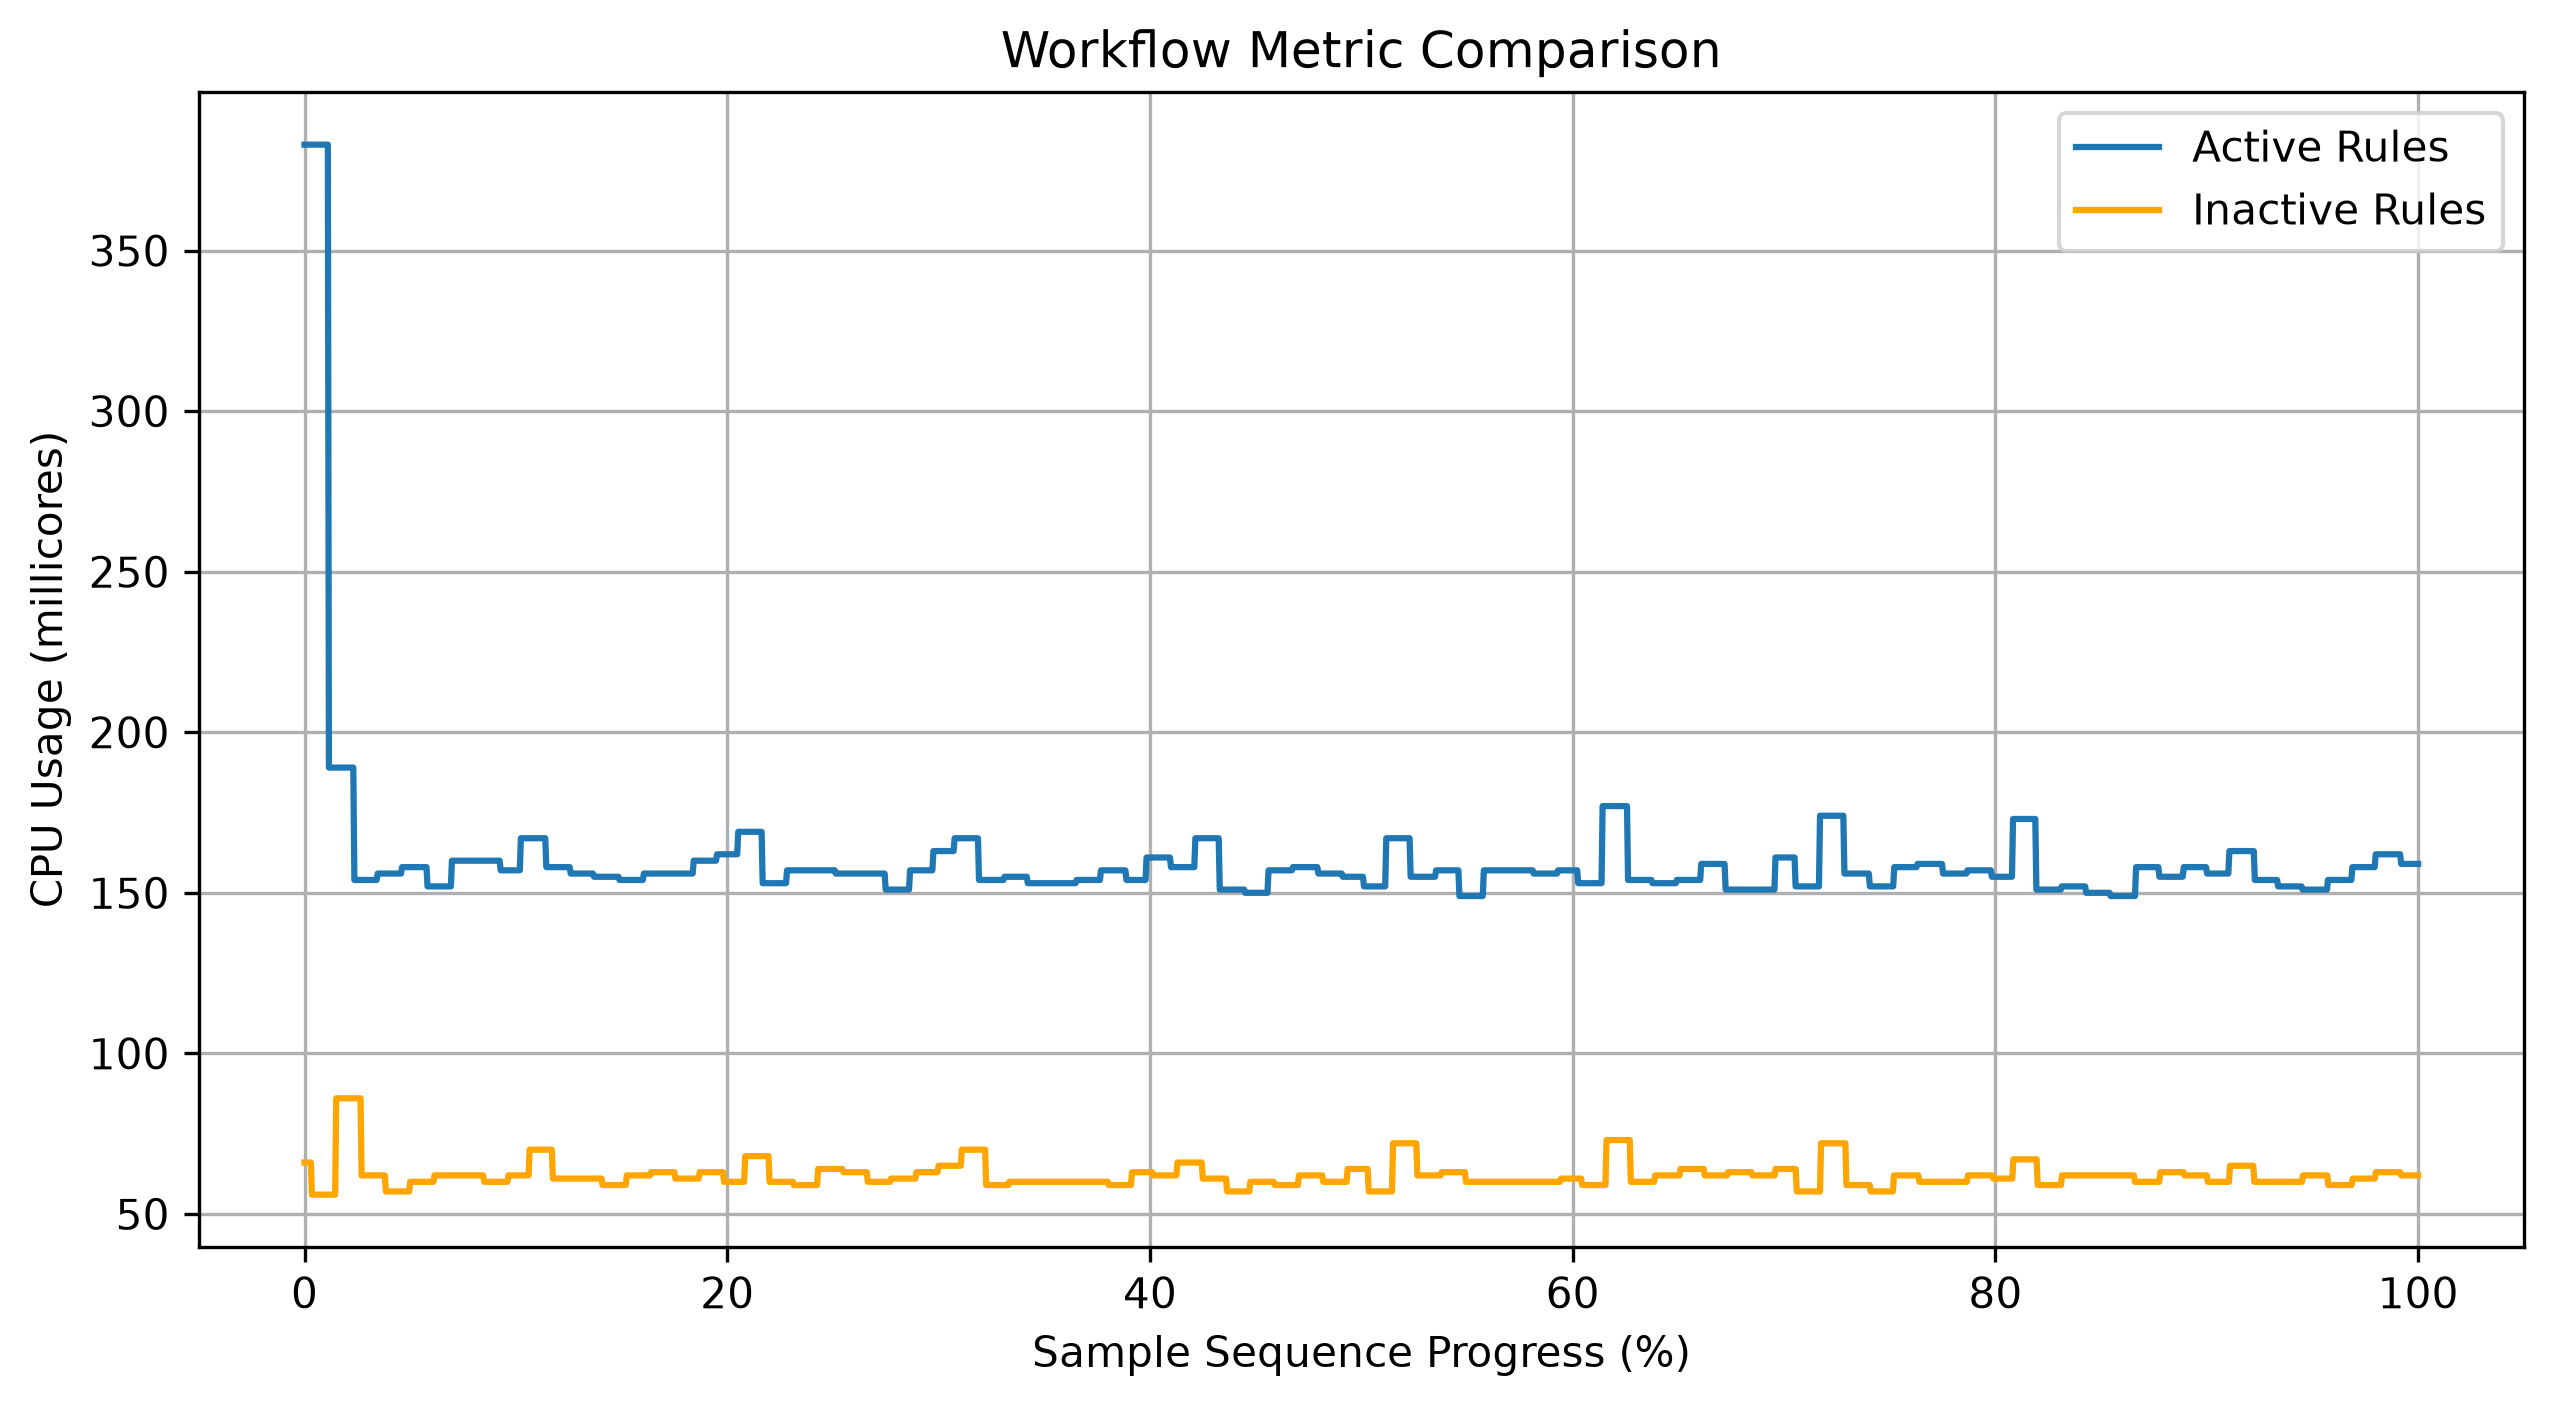 Workflow Metric Comparison
Active Rules
Inactive Rules
CPU Usage (millicores)
350
300
250
200
150
100
50
0 20 40 60 80 100
Sample Sequence Progress (%)